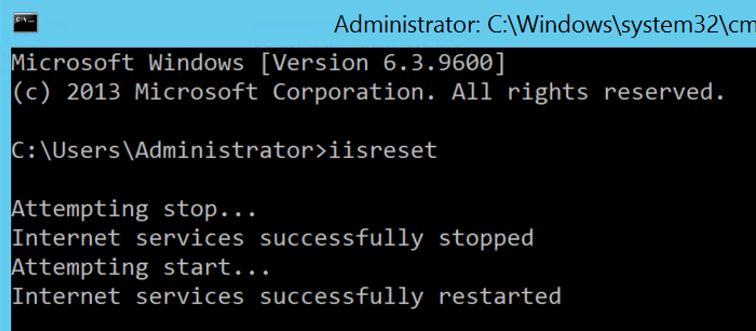 Administrator: C:\Windows\system32\cm
Microsoft Windows [Version 6.3.9600]
(c) 2013 Microsoft Corporation. All rights reserved.
C:\Users\Administrator>iisreset
Attempting stop...
Internet services successfully stopped
Attempting start...
Internet services successfully restarted